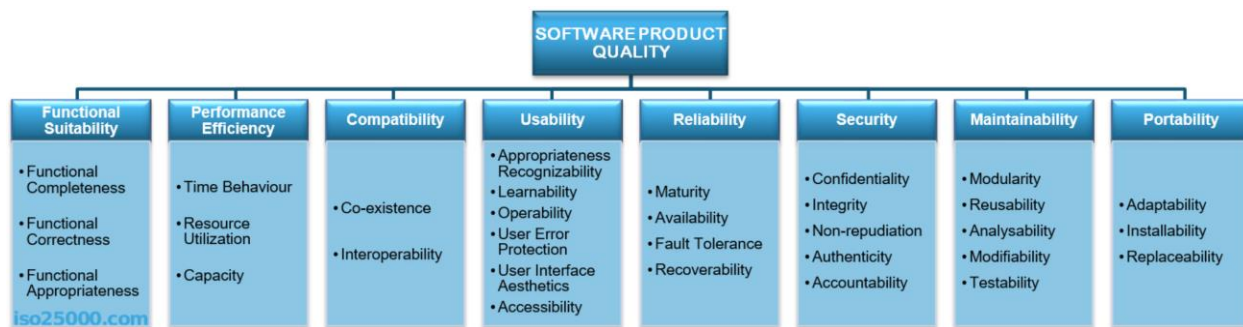 SOFTWARE PRODUCT
QUALITY
Functional
Suitability
• Functional
Completeness
• Functional
Correctness
• Functional
Appropriateness
Performance
Efficiency
• Time Behaviour
• Resource
Utilization
• Capacity
Compatibility
• Co-existence
• Interoperability
Usability
• Appropriateness
Recognizability
• Learnability
• Operability
• User Error
Protection
• User Interface
Aesthetics
• Accessibility
Reliability
• Maturity
• Availability
• Fault Tolerance
• Recoverability
Security
• Confidentiality
• Integrity
• Non-repudiation
• Authenticity
• Accountability
Maintainability
• Modularity
• Reusability
• Analysability
• Modifiability
• Testability
Portability
• Adaptability
• Installability
• Replaceability
iso25000.com